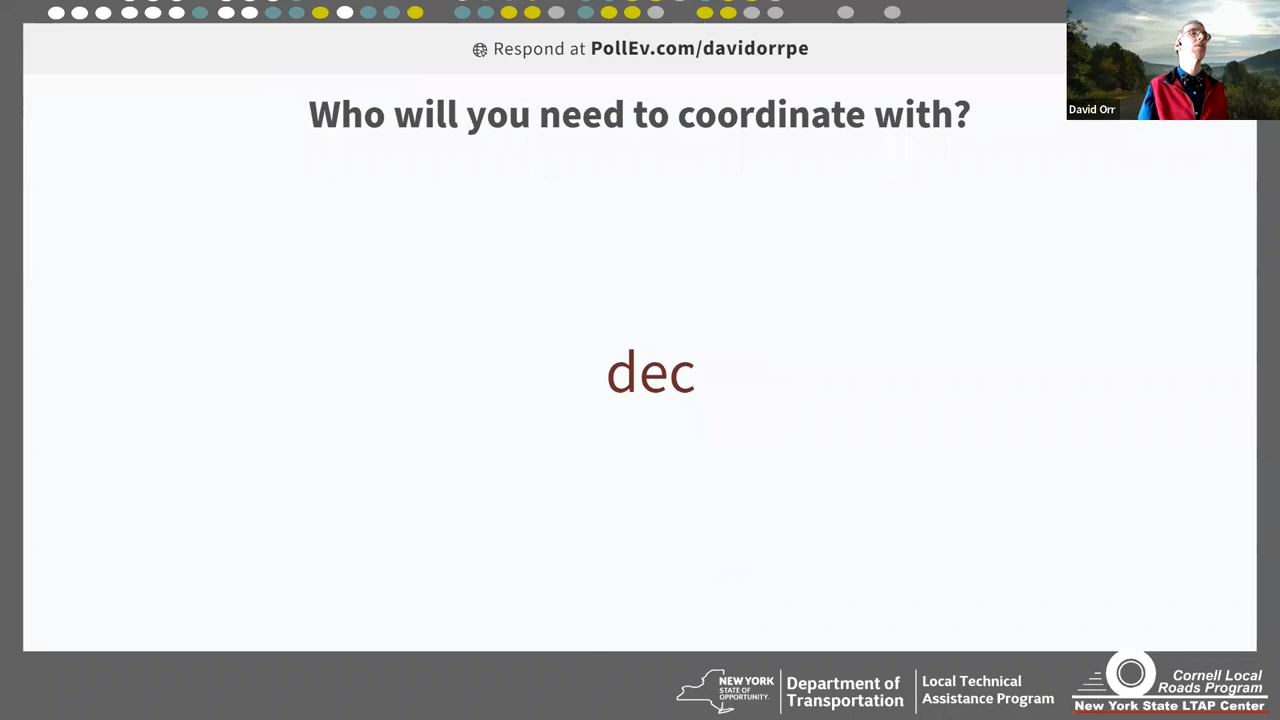 Respond at PollEv.com/davidorrpe
David Orr
Who will you need to coordinate with?
dec
NEW YORK
STATE OF
OPPORTUNITY.
Department of
Transportation
Local Technical
Assistance Program
Cornell Local
Roads Program
New York State LTAP Center